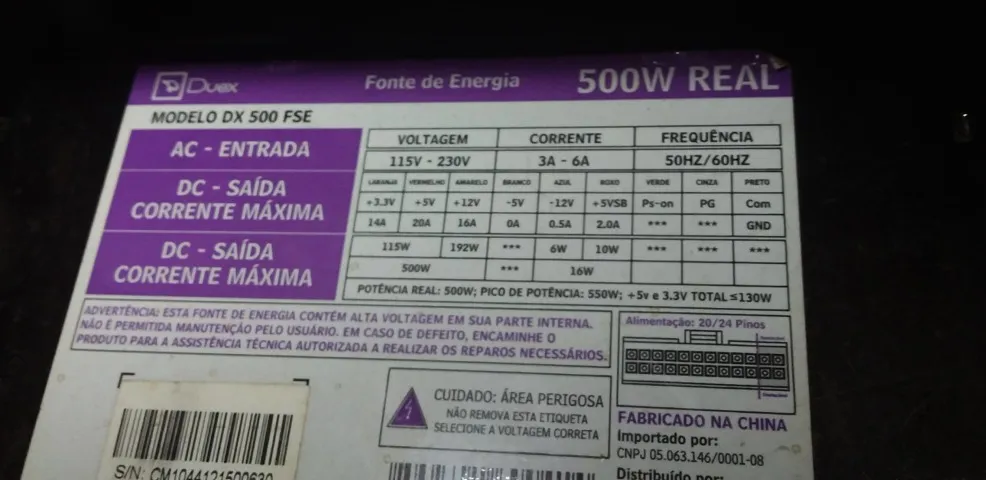 Duex Fonte de Energia 500W REAL
MODELO DX 500 FSE
AC - ENTRADA
VOLTAGEM CORRENTE FREQUÊNCIA
115V - 230V 3A - 6A 50HZ/60HZ
DC - SAÍDA
CORRENTE MÁXIMA
LARANJA VERMELHO AMARELO BRANCO AZUL ROXO VERDE CINZA PRETO
+3.3V +5V +12V -5V -12V +5VSB Ps-on PG Com
14A 20A 16A 0A 0.5A 2.0A *** *** GND
DC - SAÍDA
CORRENTE MÁXIMA
115W 192W *** 6W 10W *** *** ***
500W *** 16W
POTÊNCIA REAL: 500W; PICO DE POTÊNCIA: 550W; +5v e 3.3V TOTAL ≤130W
ADVERTÊNCIA: ESTA FONTE DE ENERGIA CONTÉM ALTA VOLTAGEM EM SUA PARTE INTERNA.
NÃO É PERMITIDA MANUTENÇÃO PELO USUÁRIO. EM CASO DE DEFEITO, ENCAMINHE O
PRODUTO PARA A ASSISTÊNCIA TÉCNICA AUTORIZADA A REALIZAR OS REPAROS NECESSÁRIOS.
Alimentação: 20/24 Pinos
CUIDADO: ÁREA PERIGOSA
NÃO REMOVA ESTA ETIQUETA
SELECIONE A VOLTAGEM CORRETA
FABRICADO NA CHINA
Importado por:
CNPJ 05.063.146/0001-08
Distribuído por:
S/N: CM1044121500630